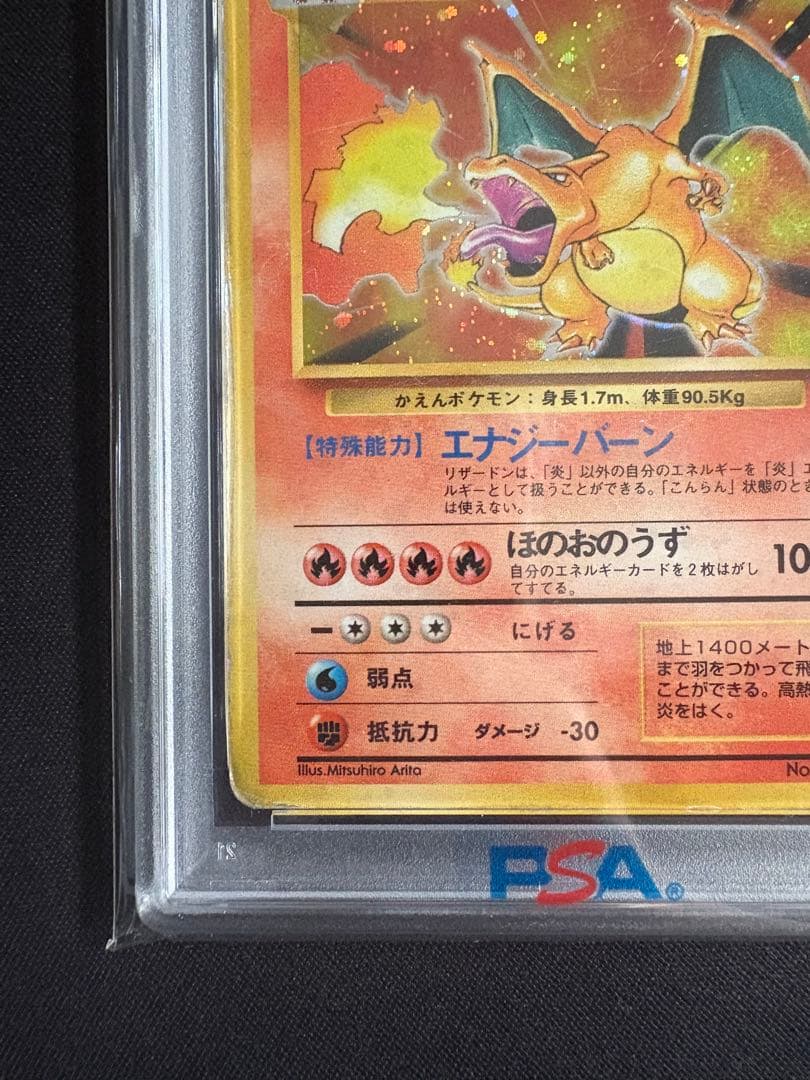 かえんポケモン：身長1.7m、体重90.5Kg
【特殊能力】エナジーバーン
リザードンは、「炎」以外の自分のエネルギーを「炎」エ
ルギーとして扱うことができる。「こんらん」状態のとき
は使えない。
ほのおのうず 10
自分のエネルギーカードを2枚はがし
てすてる。
にげる
弱点
抵抗力 ダメージ -30
地上1400メート
まで羽をつかって飛
ことができる。高熱
炎をはく。
Illus.Mitsuhiro Arita
No
21
PSA®